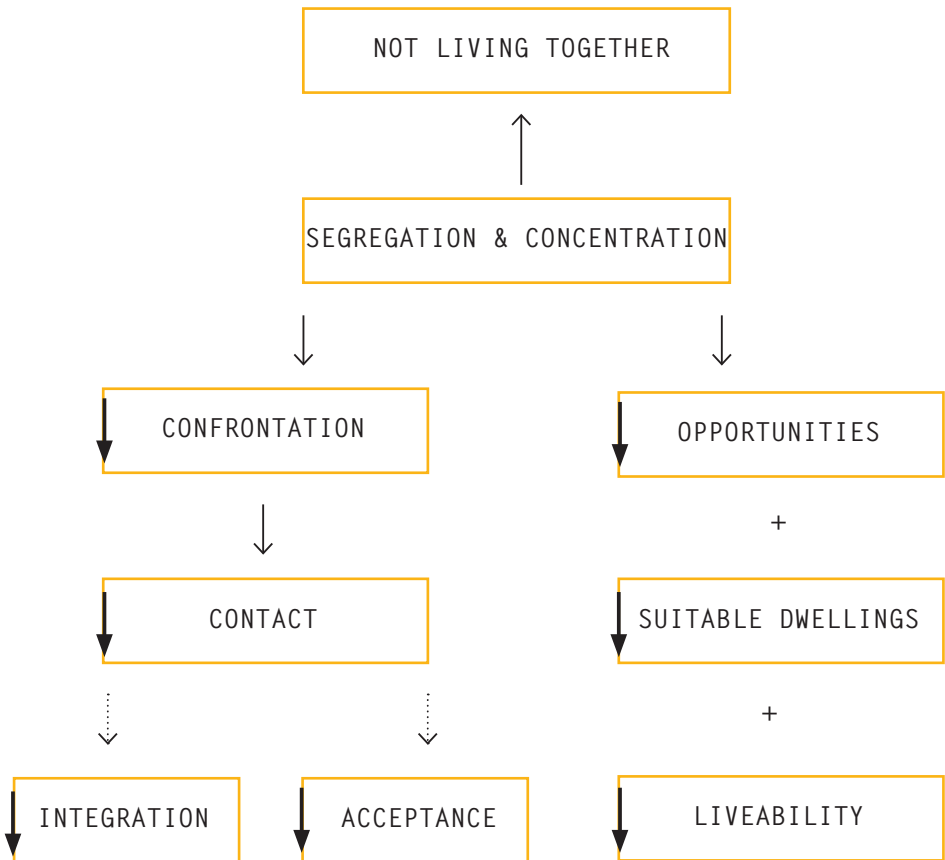 NOT LIVING TOGETHER
SEGREGATION & CONCENTRATION
CONFRONTATION
OPPORTUNITIES
+
CONTACT
SUITABLE DWELLINGS
+
INTEGRATION
ACCEPTANCE
LIVEABILITY